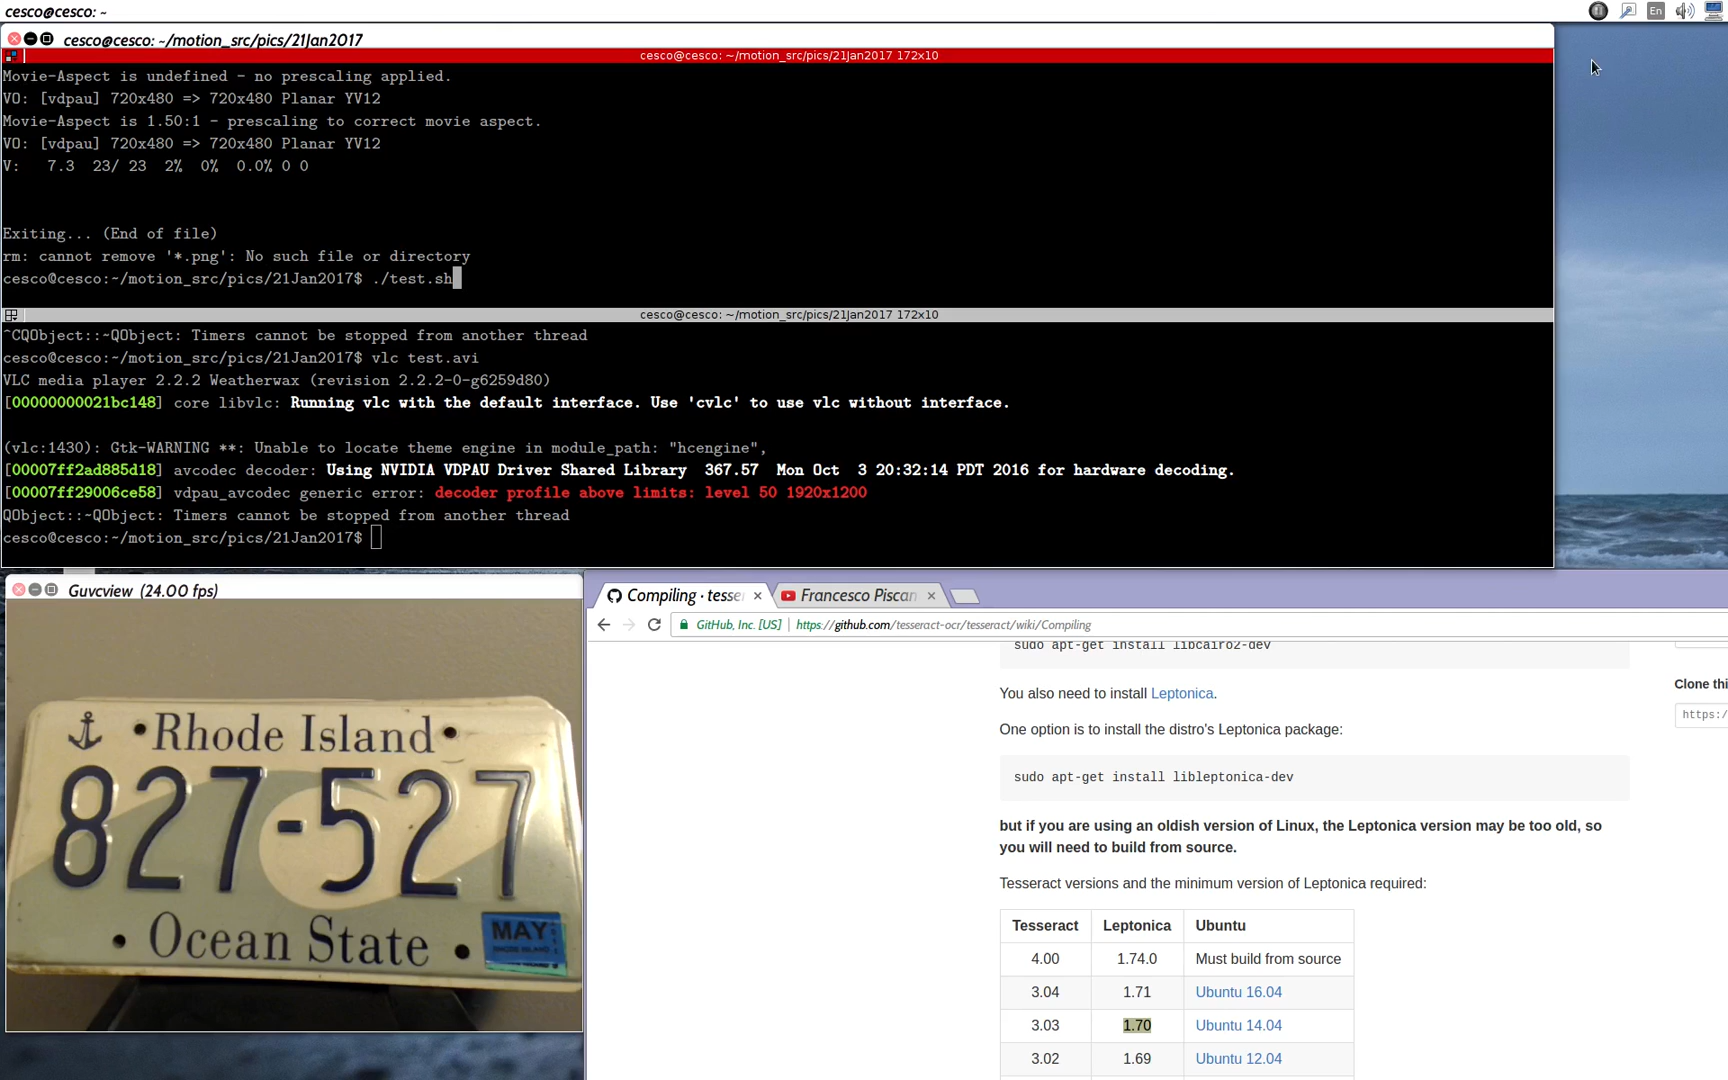 cesco@cesco: ~
En
cesco@cesco: ~/motion_src/pics/21Jan2017
cesco@cesco: ~/motion_src/pics/21Jan2017 172x10
Movie-Aspect is undefined - no prescaling applied.
VO: [vdpau] 720x480 => 720x480 Planar YV12
Movie-Aspect is 1.50:1 - prescaling to correct movie aspect.
VO: [vdpau] 720x480 => 720x480 Planar YV12
V:   7.3  23/ 23  2%  0%  0.0% 0 0
Exiting... (End of file)
rm: cannot remove '*.png': No such file or directory
cesco@cesco:~/motion_src/pics/21Jan2017$ ./test.sh
cesco@cesco: ~/motion_src/pics/21Jan2017 172x10
^CQObject::~QObject: Timers cannot be stopped from another thread
cesco@cesco:~/motion_src/pics/21Jan2017$ vlc test.avi
VLC media player 2.2.2 Weatherwax (revision 2.2.2-0-g6259d80)
[00000000021bc148] core libvlc: Running vlc with the default interface. Use 'cvlc' to use vlc without interface.
(vlc:1430): Gtk-WARNING **: Unable to locate theme engine in module_path: "hcengine",
[00007ff2ad885d18] avcodec decoder: Using NVIDIA VDPAU Driver Shared Library  367.57  Mon Oct  3 20:32:14 PDT 2016 for hardware decoding.
[00007ff29006ce58] vdpau_avcodec generic error: decoder profile above limits: level 50 1920x1200
QObject::~QObject: Timers cannot be stopped from another thread
cesco@cesco:~/motion_src/pics/21Jan2017$
Guvcview (24.00 fps)
Rhode Island
827-527
Ocean State
MAY
RHODE ISLAND
Compiling · tesse
Francesco Piscan
GitHub, Inc. [US] | https://github.com/tesseract-ocr/tesseract/wiki/Compiling
sudo apt-get install libcairo2-dev
You also need to install Leptonica.
One option is to install the distro's Leptonica package:
sudo apt-get install libleptonica-dev
but if you are using an oldish version of Linux, the Leptonica version may be too old, so
you will need to build from source.
Tesseract versions and the minimum version of Leptonica required:
Tesseract Leptonica Ubuntu
4.00 1.74.0 Must build from source
3.04 1.71 Ubuntu 16.04
3.03 1.70 Ubuntu 14.04
3.02 1.69 Ubuntu 12.04
Clone thi
https:/